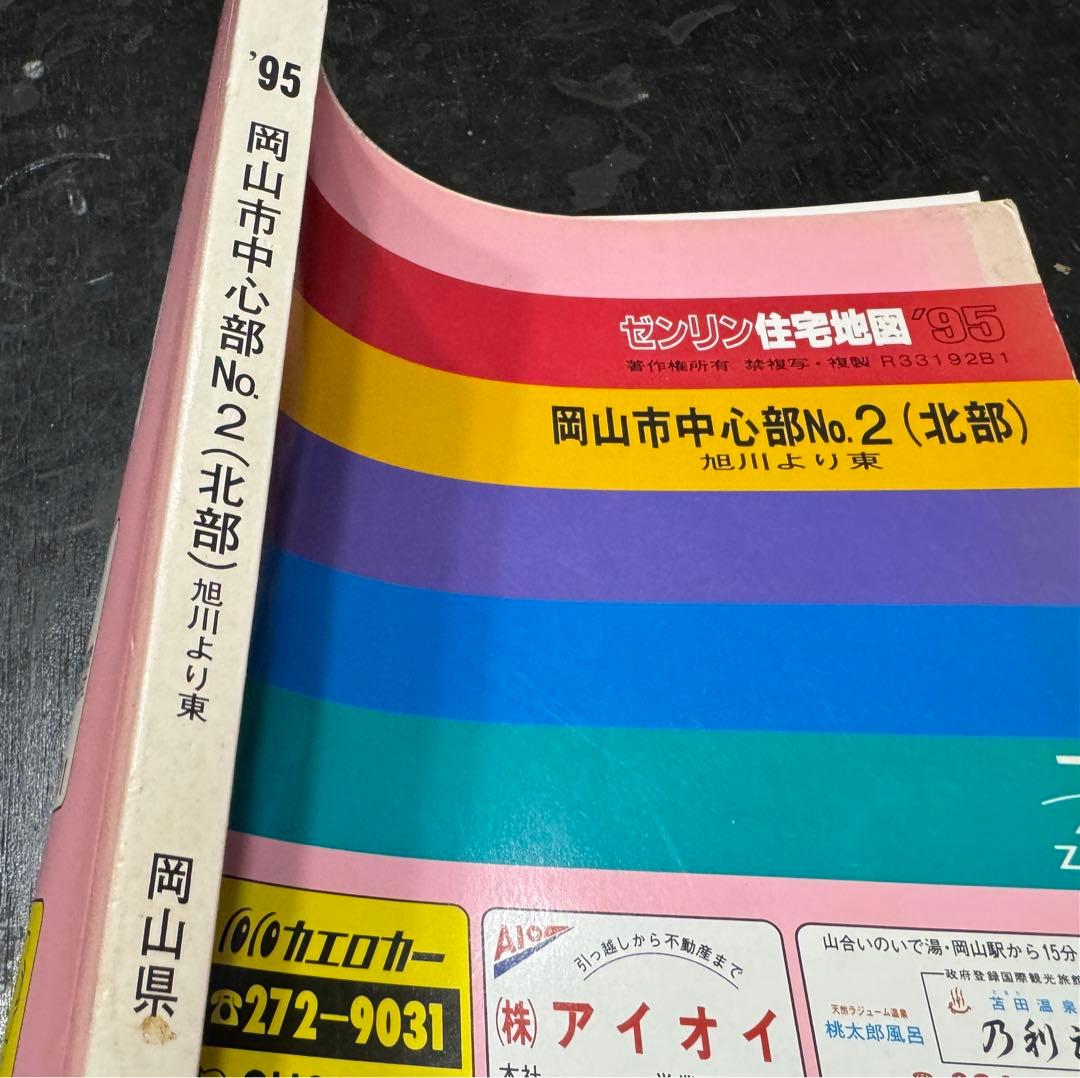 '95 岡山市中心部No.2(北部) 旭川より東 岡山県
ゼンリン住宅地図'95
著作権所有 禁複写・複製 R33192B1
岡山市中心部No.2(北部)
旭川より東
カエロカー
☎272-9031
引っ越しから不動産まで
(株)アイオイ
本社
山合いのいで湯・岡山駅から15分
政府登録国際観光旅館
天然ラジューム温泉
桃太郎風呂
苫田温泉
乃利